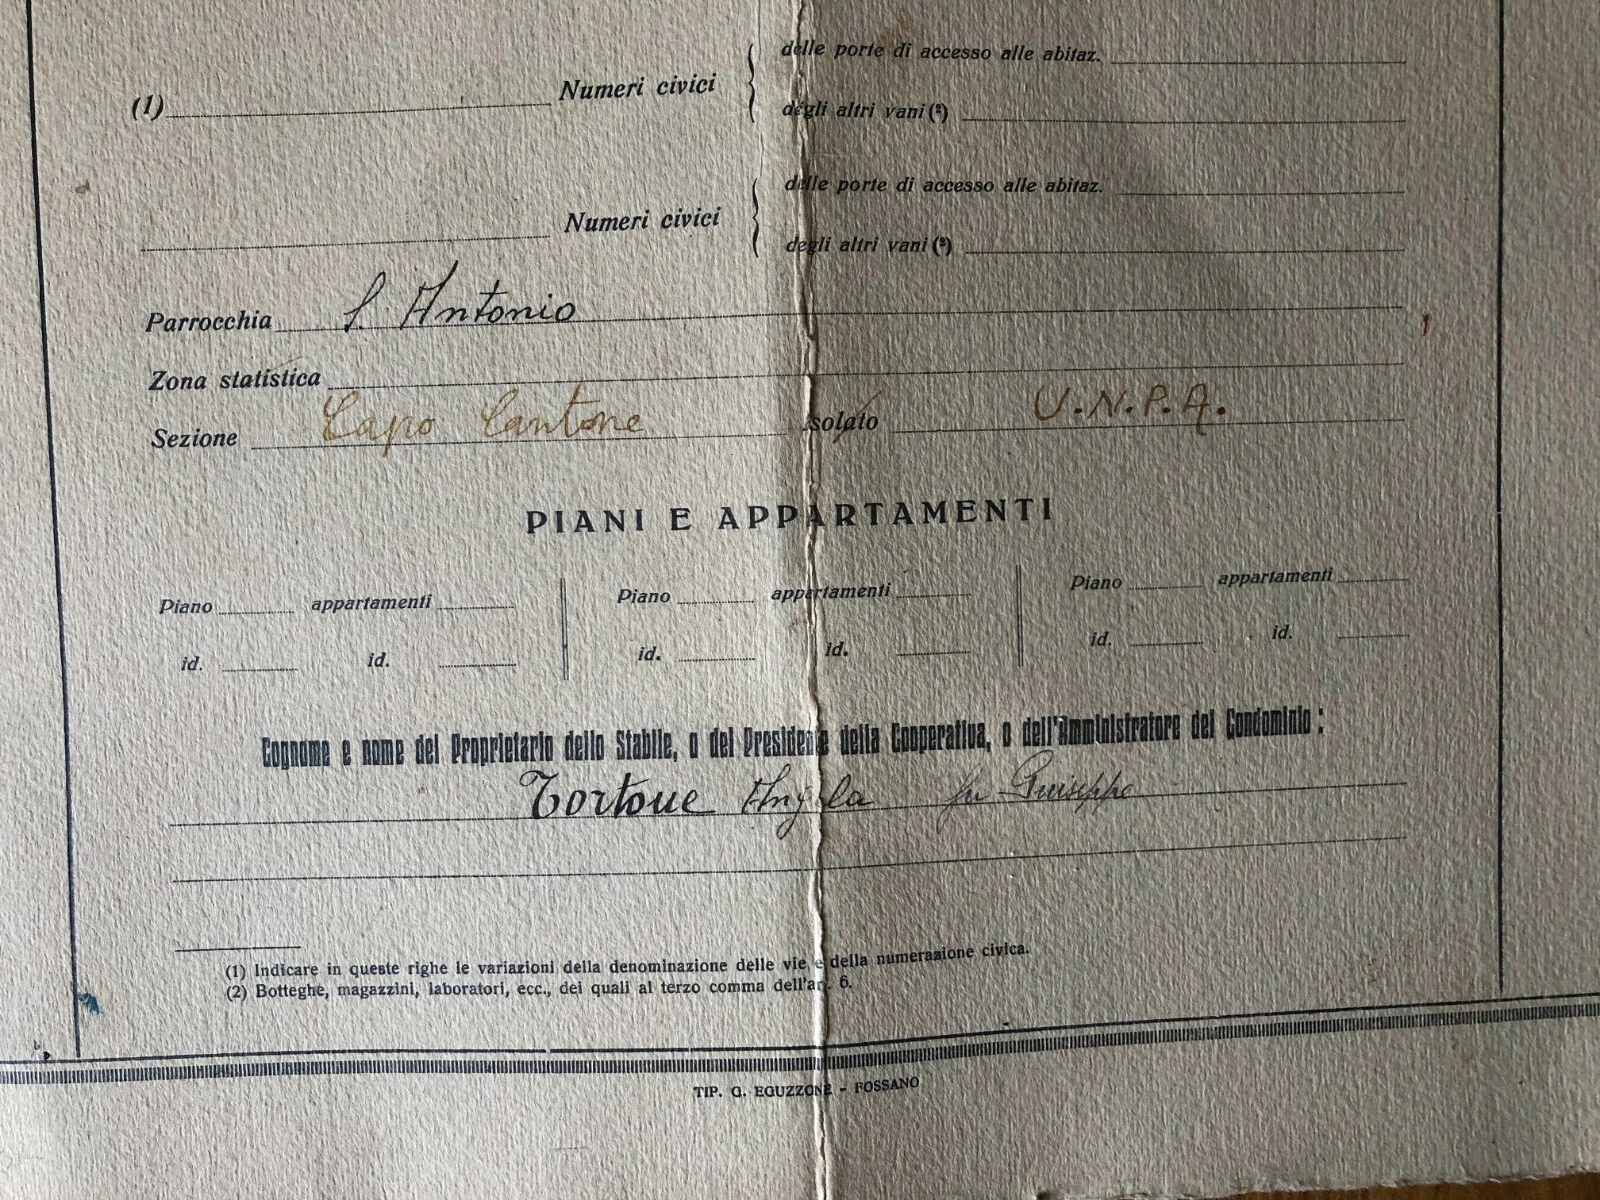 delle porte di accesso alle abitaz.
(1) Numeri civici
degli altri vani (2)
delle porte di accesso alle abitaz.
Numeri civici
degli altri vani (2)
Parrocchia S. Antonio
Zona statistica
Sezione Capo Cantone Isolato U.N.P.A.
PIANI E APPARTAMENTI
Piano appartamenti Piano appartamenti Piano appartamenti
id. id. id. id. id. id.
Cognome e nome del Proprietario dello Stabile, o del Presidente della Cooperativa, o dell'Amministratore del Condominio:
Tortone Angela fu Giuseppe
(1) Indicare in queste righe le variazioni della denominazione delle vie e della numerazione civica.
(2) Botteghe, magazzini, laboratori, ecc., dei quali al terzo comma dell'art. 6.
TIP. G. EGUZZONE - FOSSANO